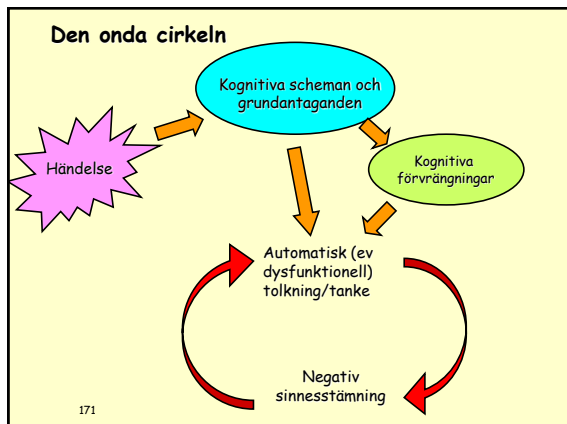 Den onda cirkeln
Kognitiva scheman och
grundantaganden
Händelse
Kognitiva
förvrängningar
Automatisk (ev
dysfunktionell)
tolkning/tanke
Negativ
sinnesstämning
171